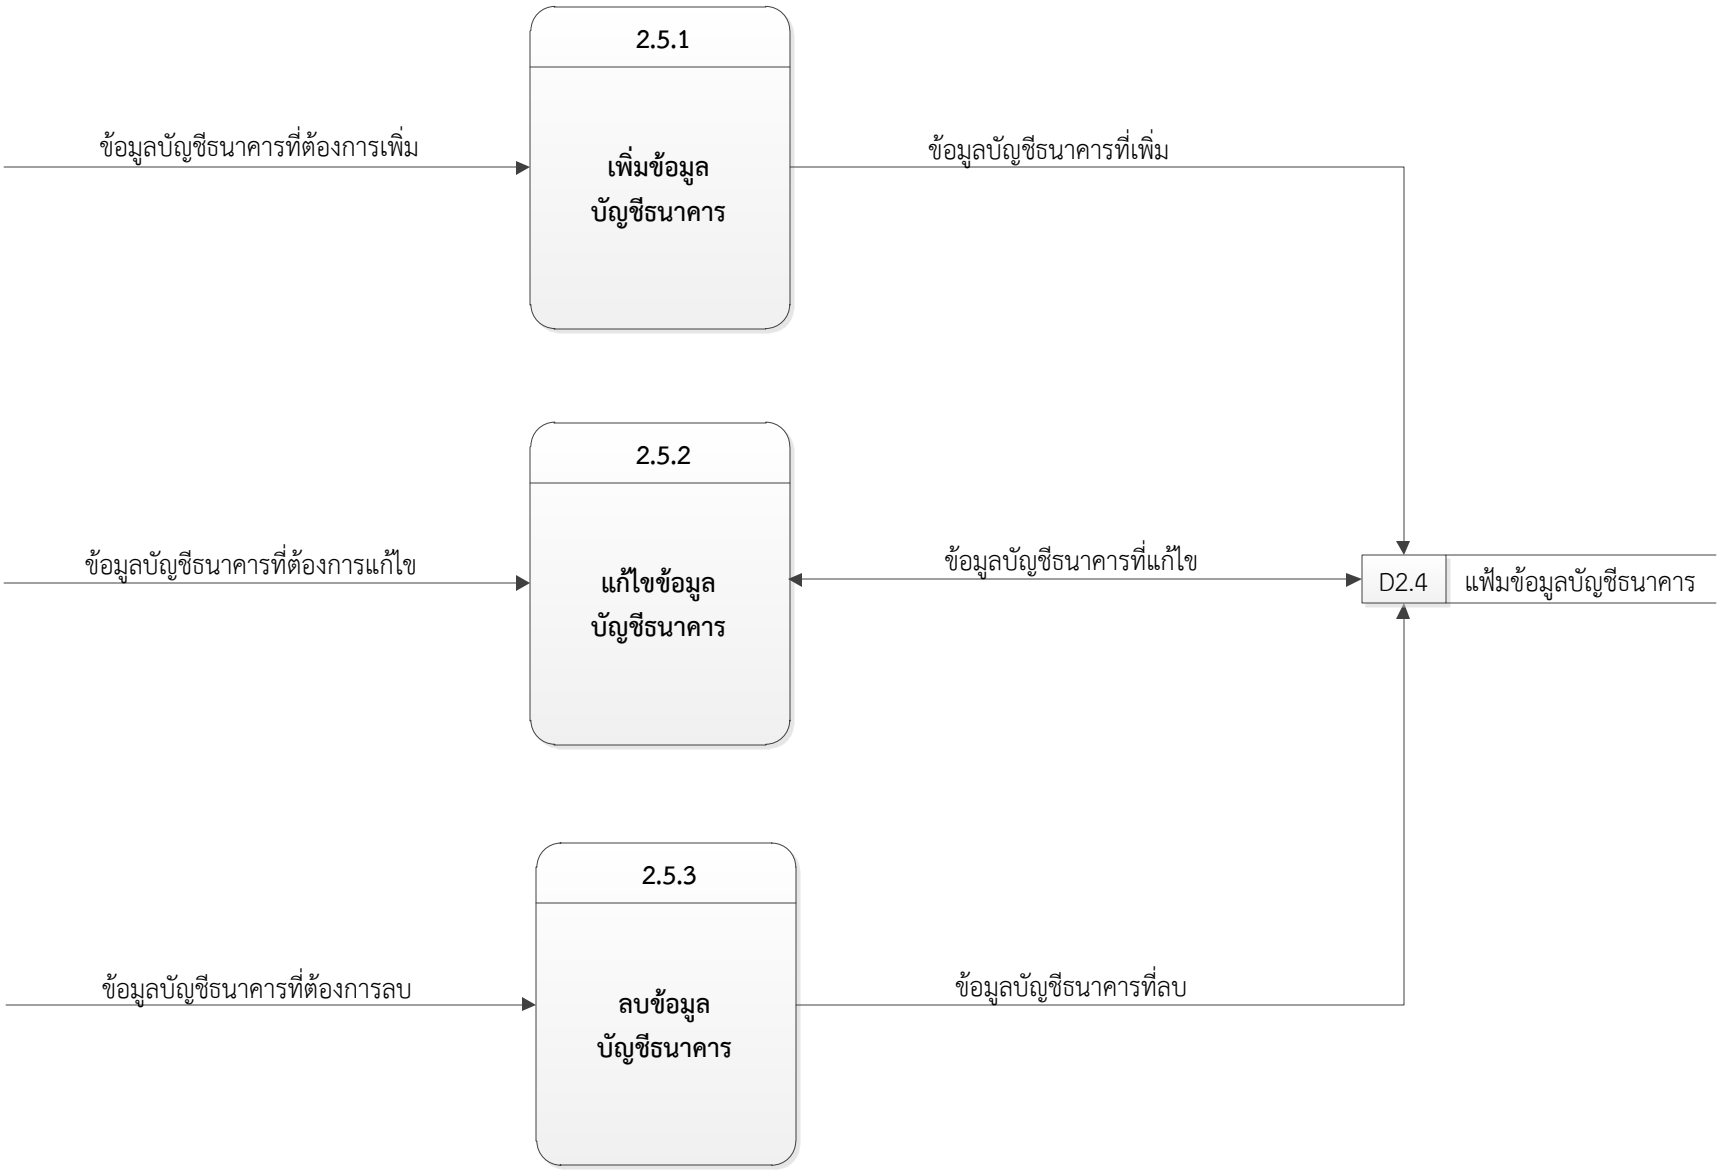 2.5.1
ข้อมูลบัญชีธนาคารที่ต้องการเพิ่ม
เพิ่มข้อมูล
บัญชีธนาคาร
ข้อมูลบัญชีธนาคารที่เพิ่ม
2.5.2
ข้อมูลบัญชีธนาคารที่ต้องการแก้ไข
แก้ไขข้อมูล
บัญชีธนาคาร
ข้อมูลบัญชีธนาคารที่แก้ไข
D2.4 แฟ้มข้อมูลบัญชีธนาคาร
2.5.3
ข้อมูลบัญชีธนาคารที่ต้องการลบ
ลบข้อมูล
บัญชีธนาคาร
ข้อมูลบัญชีธนาคารที่ลบ